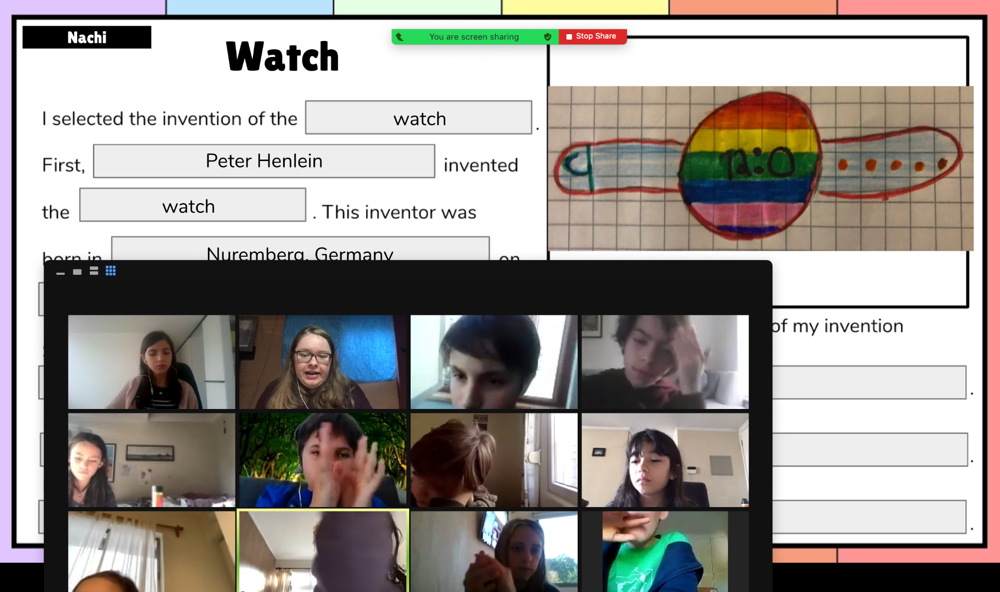 Nachi
You are screen sharing
Stop Share
Watch
I selected the invention of the watch .
First, Peter Henlein invented
the watch . This inventor was
born in Nuremberg, Germany on
12:0
of my invention
.
.
.